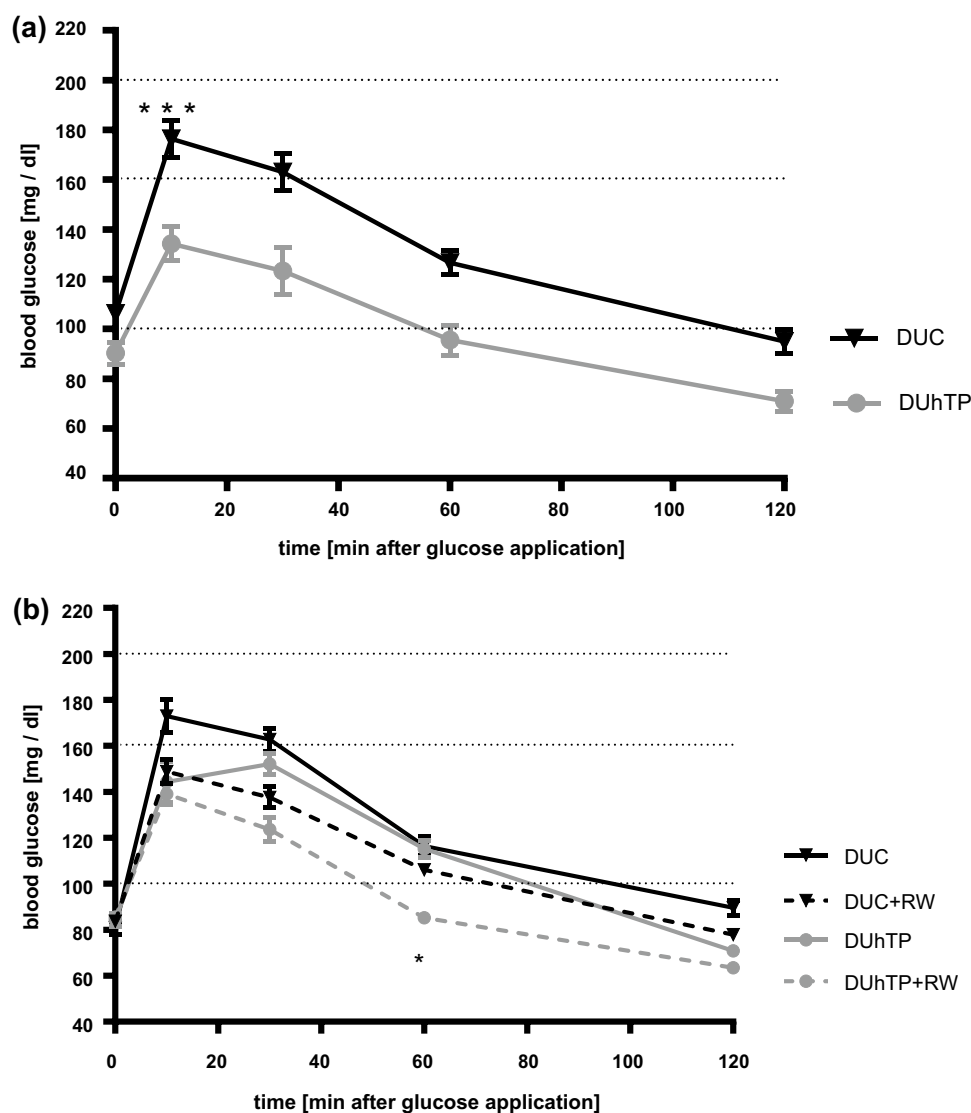 (a)
220
200
180
160
140
120
100
80
60
40
blood glucose [mg / dl]
* * *
0 20 40 60 80 100 120
time [min after glucose application]
DUC
DUhTP
(b)
220
200
180
160
140
120
100
80
60
40
blood glucose [mg / dl]
*
0 20 40 60 80 100 120
time [min after glucose application]
DUC
DUC+RW
DUhTP
DUhTP+RW